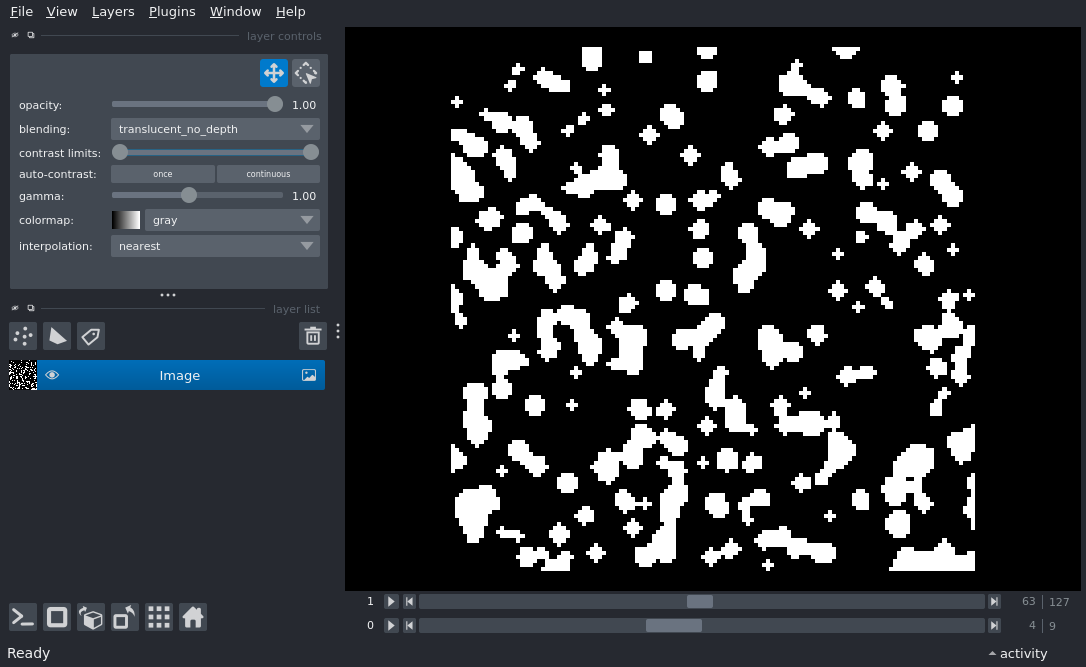 File View Layers Plugins Window Help
layer controls
opacity: 1.00
blending: translucent_no_depth
contrast limits:
auto-contrast: once continuous
gamma: 1.00
colormap: gray
interpolation: nearest
layer list
Image
1 63 127
0 4 9
Ready activity